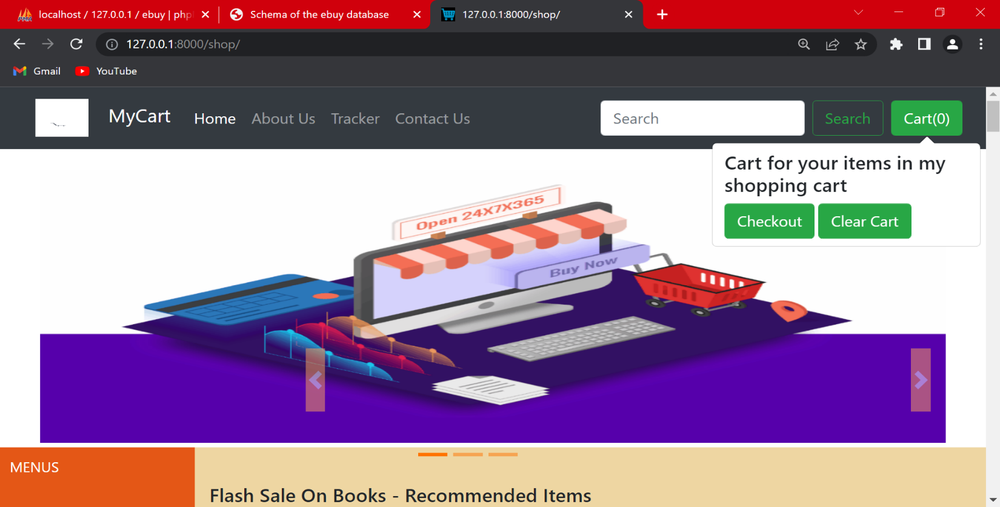 localhost / 127.0.0.1 / ebuy | php
Schema of the ebuy database
127.0.0.1:8000/shop/
127.0.0.1:8000/shop/
Gmail
YouTube
MyCart
Home
About Us
Tracker
Contact Us
Search
Search
Cart(0)
Cart for your items in my
shopping cart
Checkout
Clear Cart
Open 24X7X365
Buy Now
MENUS
Flash Sale On Books - Recommended Items